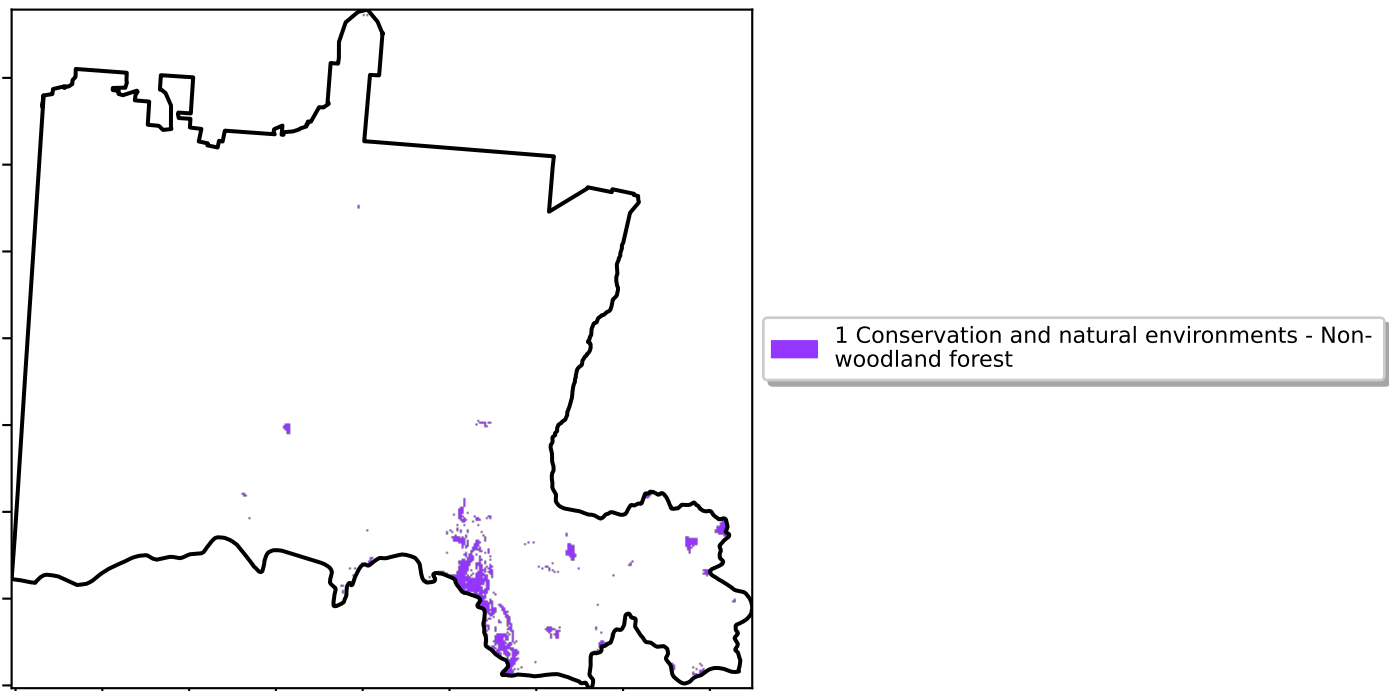 1 Conservation and natural environments - Non-
woodland forest